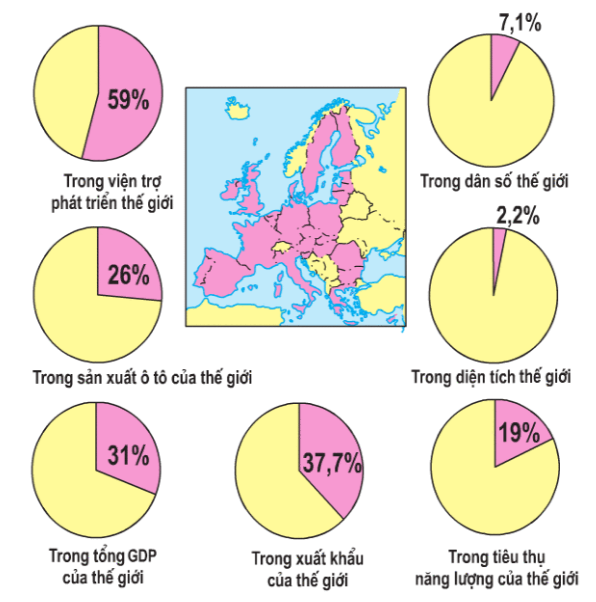 59%
Trong viện trợ
phát triển thế giới
7,1%
Trong dân số thế giới
26%
Trong sản xuất ô tô của thế giới
2,2%
Trong diện tích thế giới
31%
Trong tổng GDP
của thế giới
37,7%
Trong xuất khẩu
của thế giới
19%
Trong tiêu thụ
năng lượng của thế giới